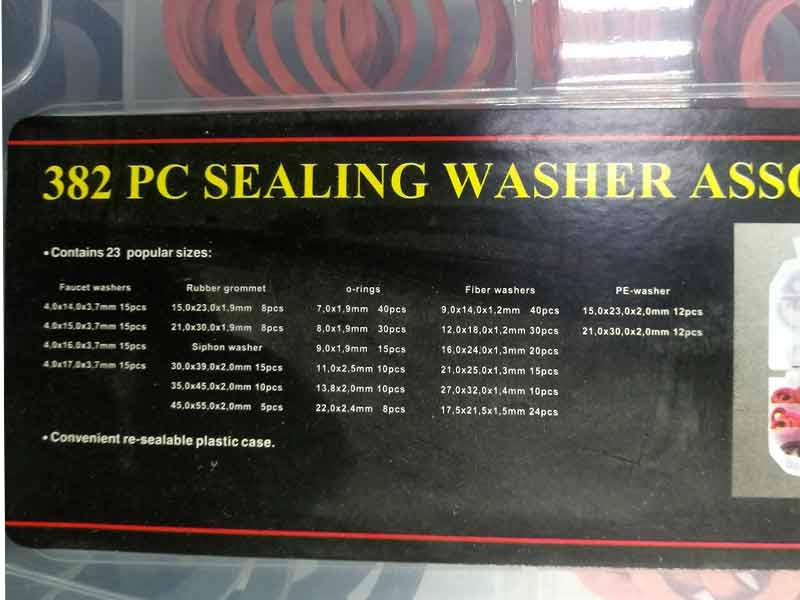 382 PC SEALING WASHER ASSO
•Contains 23 popular sizes:
Faucet washers
4,0x14,0x3,7mm 15pcs
4,0x15,0x3,7mm 15pcs
4,0x16,0x3,7mm 15pcs
4,0x17,0x3,7mm 15pcs
Rubber grommet
15,0x23,0x1,9mm 8pcs
21,0x30,0x1,9mm 8pcs
Siphon washer
30,0x39,0x2,0mm 15pcs
35,0x45,0x2,0mm 10pcs
45,0x55,0x2,0mm 5pcs
o-rings
7,0x1,9mm 40pcs
8,0x1,9mm 30pcs
9,0x1,9mm 15pcs
11,0x2,5mm 10pcs
13,8x2,0mm 10pcs
22,0x2,4mm 8pcs
Fiber washers
9,0x14,0x1,2mm 40pcs
12,0x18,0x1,2mm 30pcs
16,0x24,0x1,3mm 20pcs
21,0x25,0x1,3mm 15pcs
27,0x32,0x1,4mm 10pcs
17,5x21,5x1,5mm 24pcs
PE-washer
15,0x23,0x2,0mm 12pcs
21,0x30,0x2,0mm 12pcs
•Convenient re-sealable plastic case.